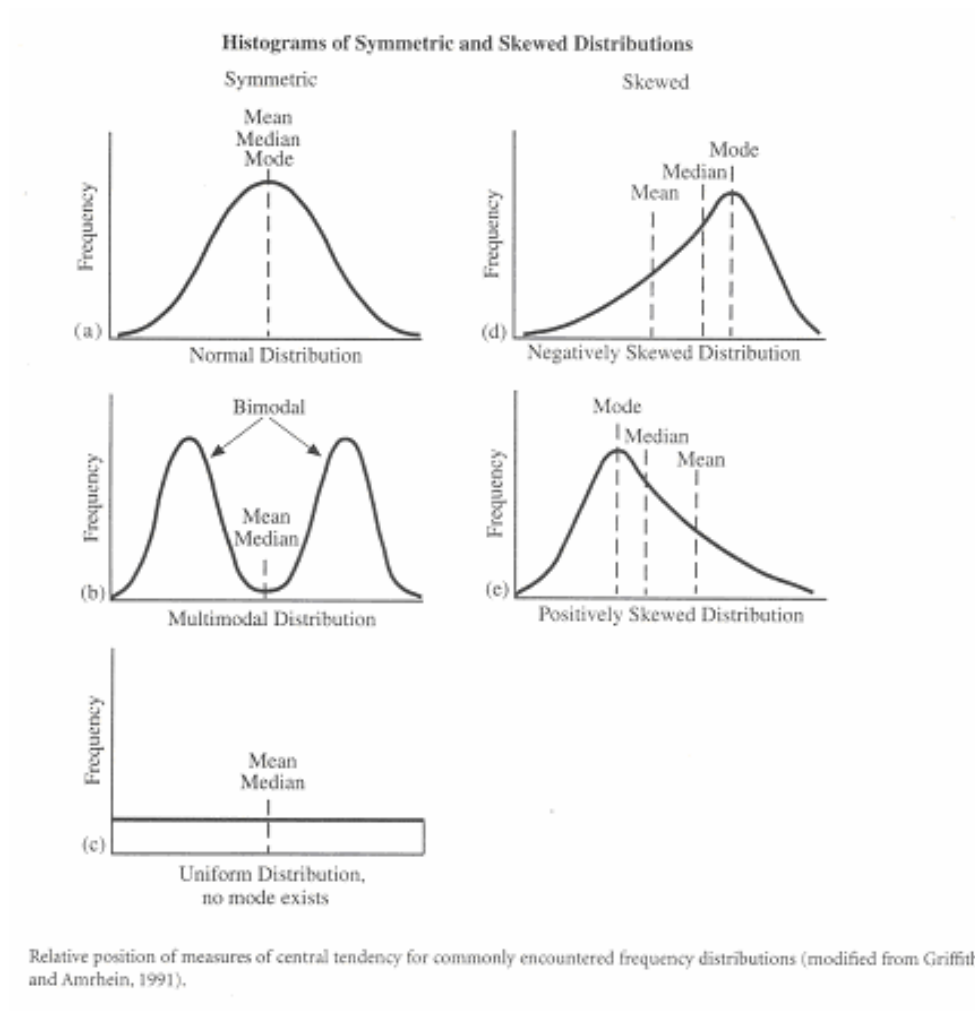 Histograms of Symmetric and Skewed Distributions
Symmetric
Skewed
Mean
Median
Mode
Frequency
(a)
Normal Distribution
Mode
Median
Mean
Frequency
(d)
Negatively Skewed Distribution
Bimodal
Mean
Median
Frequency
(b)
Multimodal Distribution
Mode
Median
Mean
Frequency
(e)
Positively Skewed Distribution
Mean
Median
Frequency
(c)
Uniform Distribution,
no mode exists
Relative position of measures of central tendency for commonly encountered frequency distributions (modified from Griffith
and Amrhein, 1991).